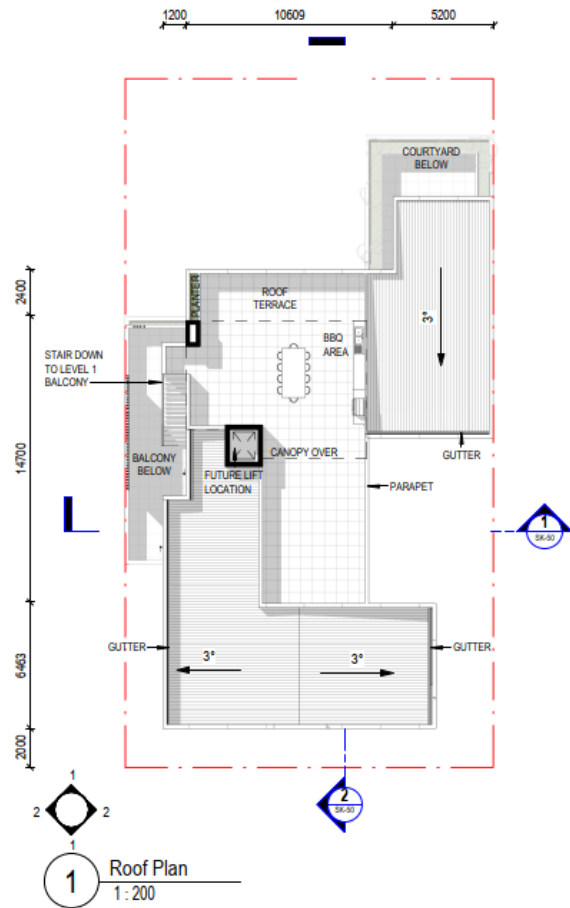 1200 10609 5200
COURTYARD
BELOW
2400
PLANTER
ROOF
TERRACE
3°
BBQ
AREA
STAIR DOWN
TO LEVEL 1
BALCONY
14700
BALCONY
BELOW
CANOPY OVER
GUTTER
FUTURE LIFT
LOCATION
PARAPET
1
SK-50
6463
GUTTER
3°
3°
GUTTER
2000
1
2 2
1
2
SK-50
1
Roof Plan
1 : 200